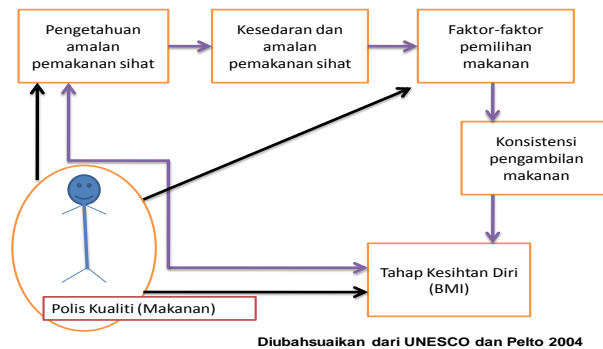 Pengetahuan
amalan
pemakanan sihat
Kesedaran dan
amalan
pemakanan sihat
Faktor-faktor
pemilihan
makanan
Konsistensi
pengambilan
makanan
Tahap Kesihtan Diri
(BMI)
Polis Kualiti (Makanan)
Diubahsuaikan dari UNESCO dan Pelto 2004